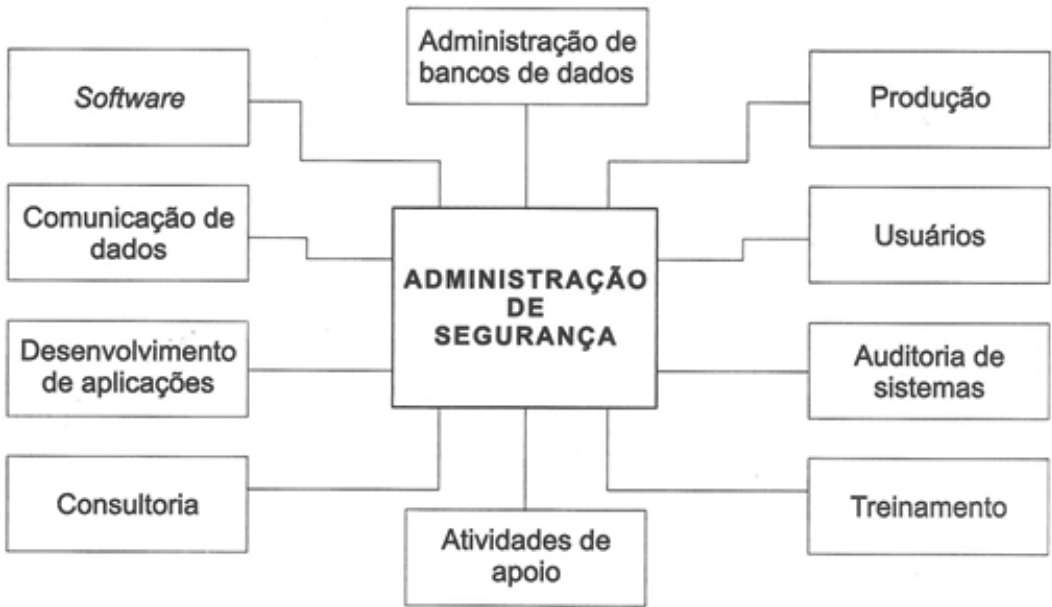 Administração de
bancos de dados
Software
Produção
Comunicação de
dados
Usuários
ADMINISTRAÇÃO
DE
SEGURANÇA
Desenvolvimento
de aplicações
Auditoria de
sistemas
Consultoria
Treinamento
Atividades de
apoio